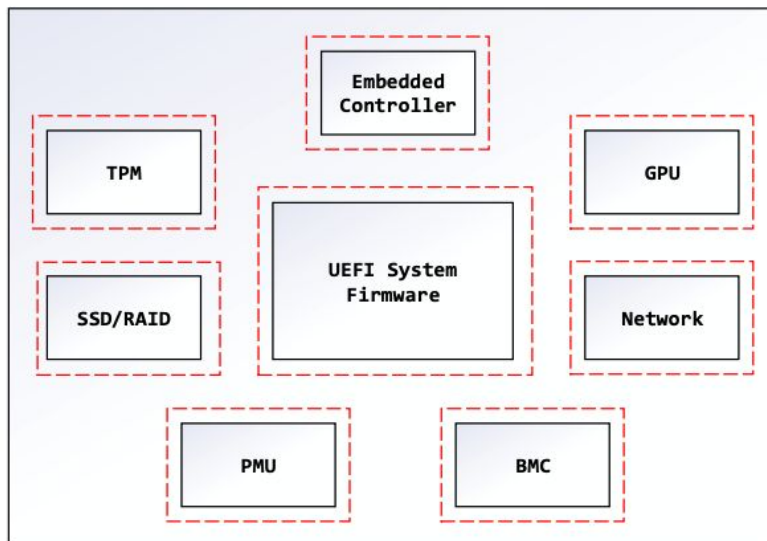 Embedded
Controller
TPM
GPU
UEFI System
Firmware
SSD/RAID
Network
PMU
BMC